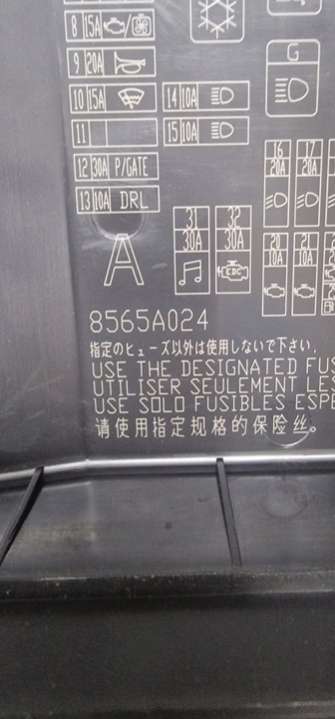 8 15A
9 20A
10 15A
14 10A
G
11
15 10A
12 30A P/GATE
16 20A
17 20A
13 10A DRL
31 30A
32 30A
EDC
20 10A
21 10A
A
8565A024
指定のヒューズ以外は使用しないで下さい.
USE THE DESIGNATED FUS
UTILISER SEULEMENT LES
USE SOLO FUSIBLES ESPE
请使用指定规格的保险丝。